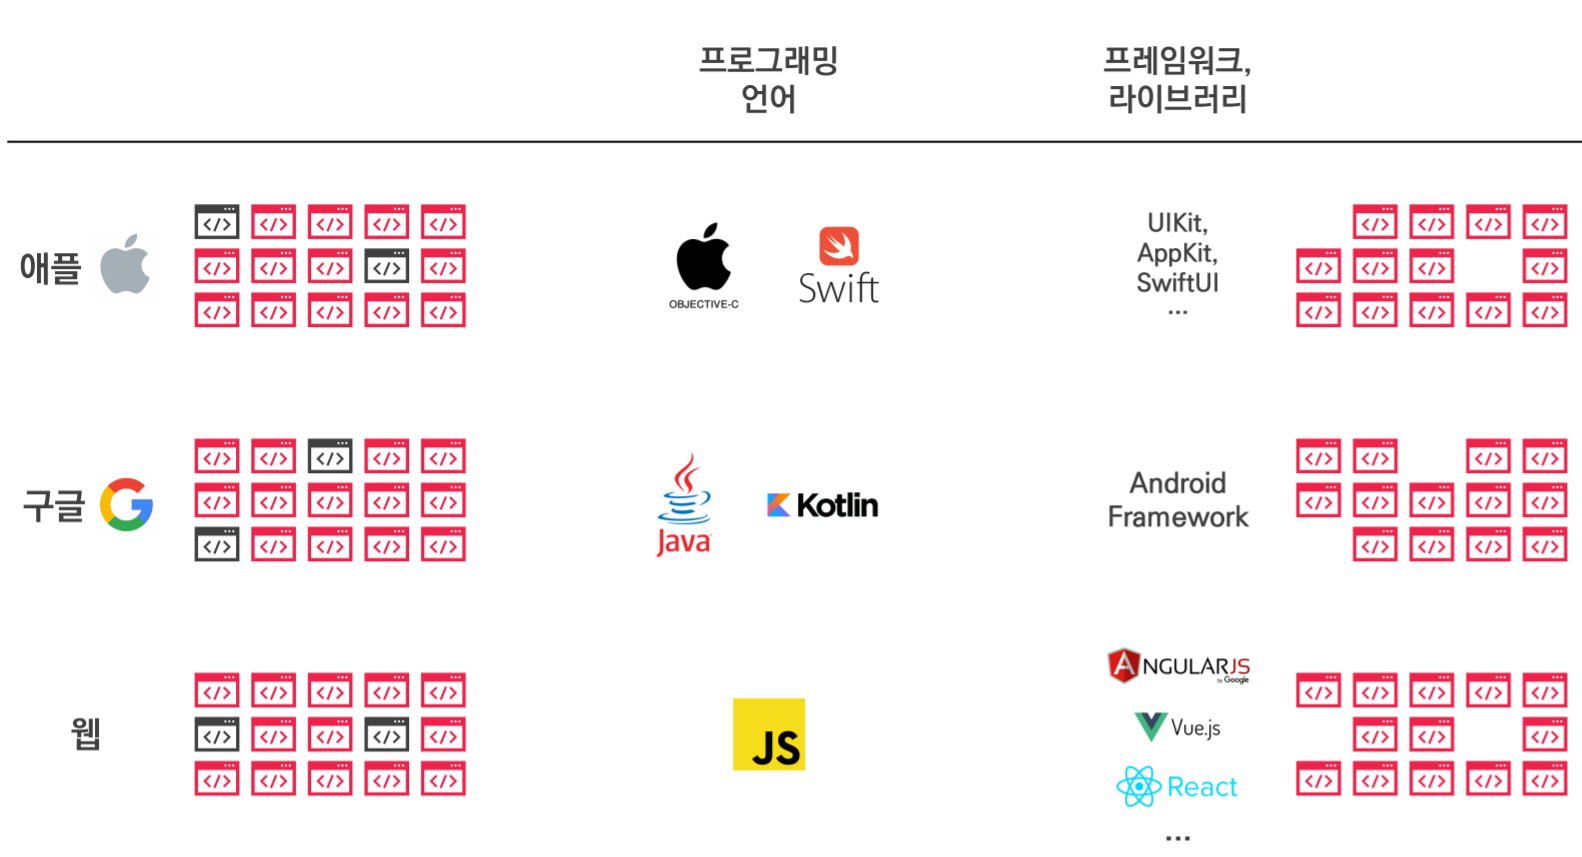 프로그래밍
언어
프레임워크,
라이브러리
애플
OBJECTIVE-C
Swift
UIKit,
AppKit,
SwiftUI
...
구글
Java
Kotlin
Android
Framework
웹
JS
ANGULARJS
by Google
Vue.js
React
...